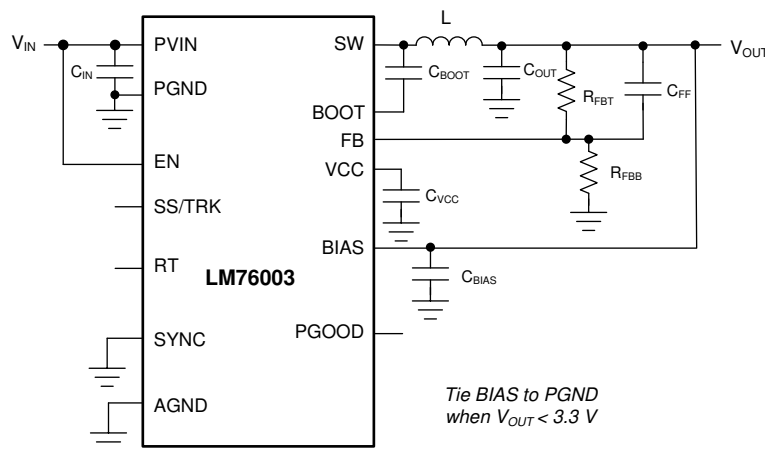 L
V_IN
PVIN
SW
V_OUT
C_IN
C_BOOT
C_OUT
PGND
R_FBT
C_FF
BOOT
FB
EN
VCC
R_FBB
SS/TRK
C_VCC
BIAS
RT
LM76003
C_BIAS
SYNC
PGOOD
AGND
Tie BIAS to PGND
when V_OUT < 3.3 V